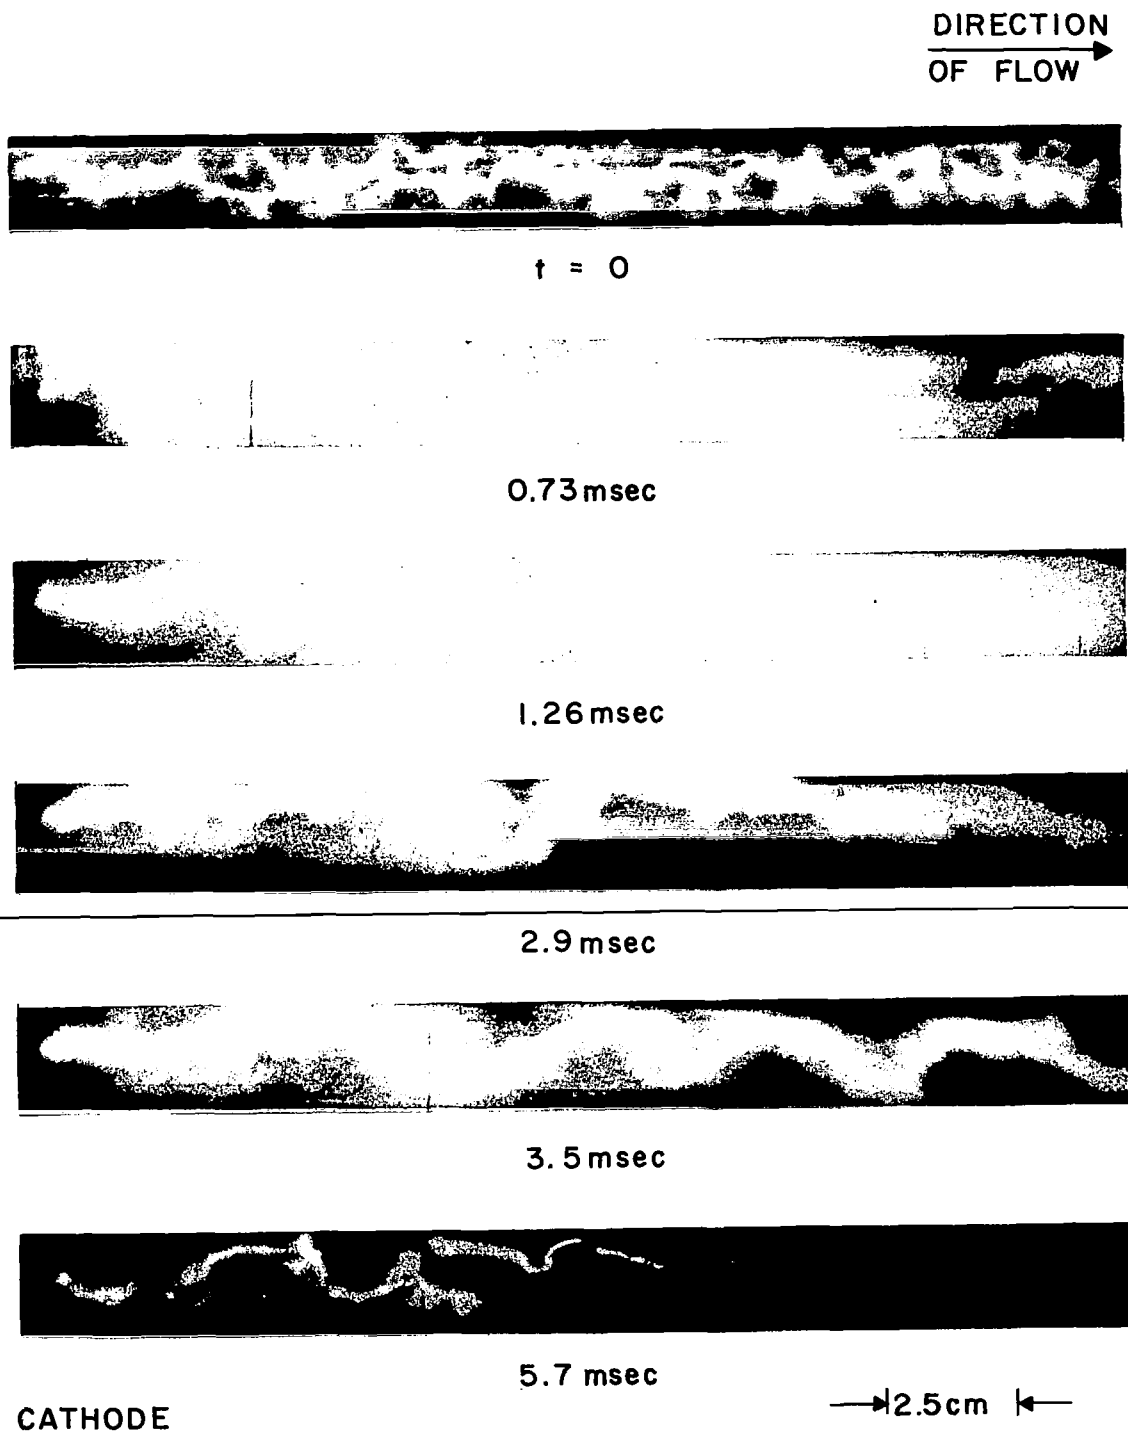 DIRECTION
OF FLOW
t = 0
0.73 msec
1.26 msec
2.9 msec
3.5 msec
5.7 msec
CATHODE
2.5cm